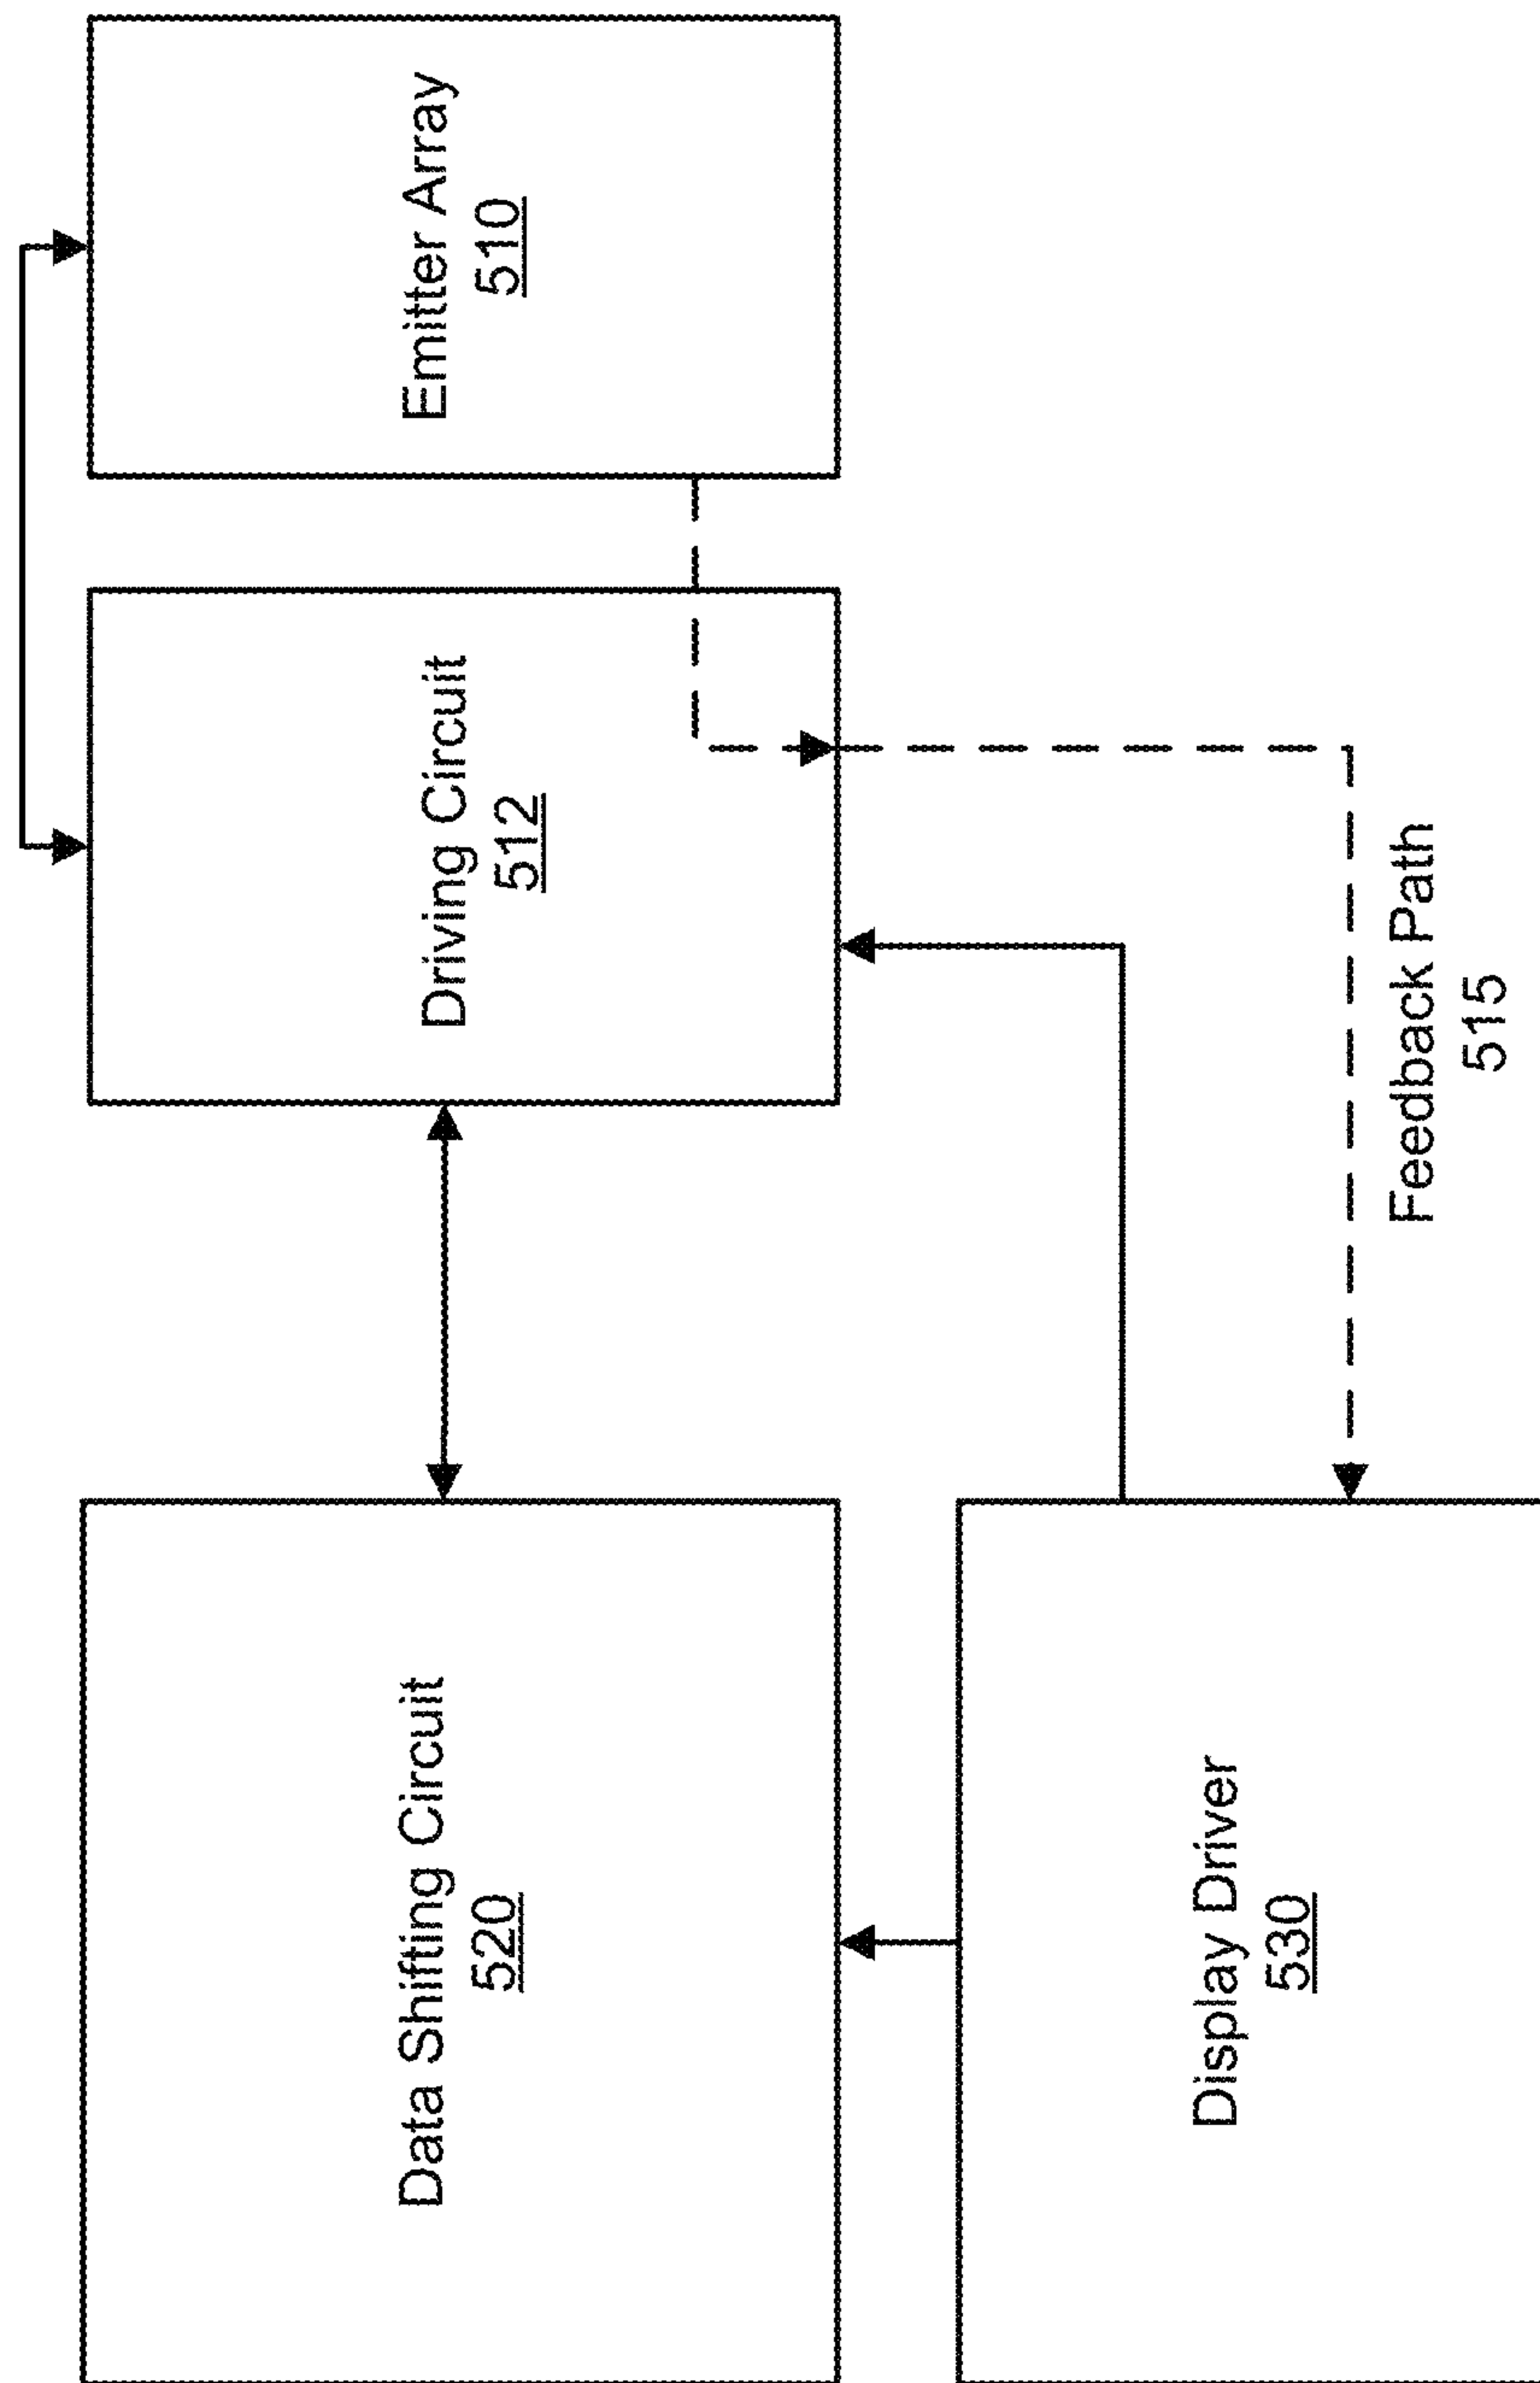 Data Shifting Circuit
520
Driving Circuit
512
Emitter Array
510
Display Driver
530
Feedback Path
515